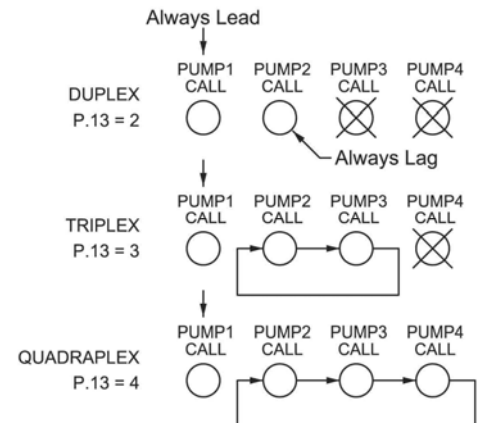 Always Lead
PUMP1 PUMP2 PUMP3 PUMP4
CALL CALL CALL CALL
DUPLEX
P.13 = 2
Always Lag
PUMP1 PUMP2 PUMP3 PUMP4
CALL CALL CALL CALL
TRIPLEX
P.13 = 3
PUMP1 PUMP2 PUMP3 PUMP4
CALL CALL CALL CALL
QUADRAPLEX
P.13 = 4